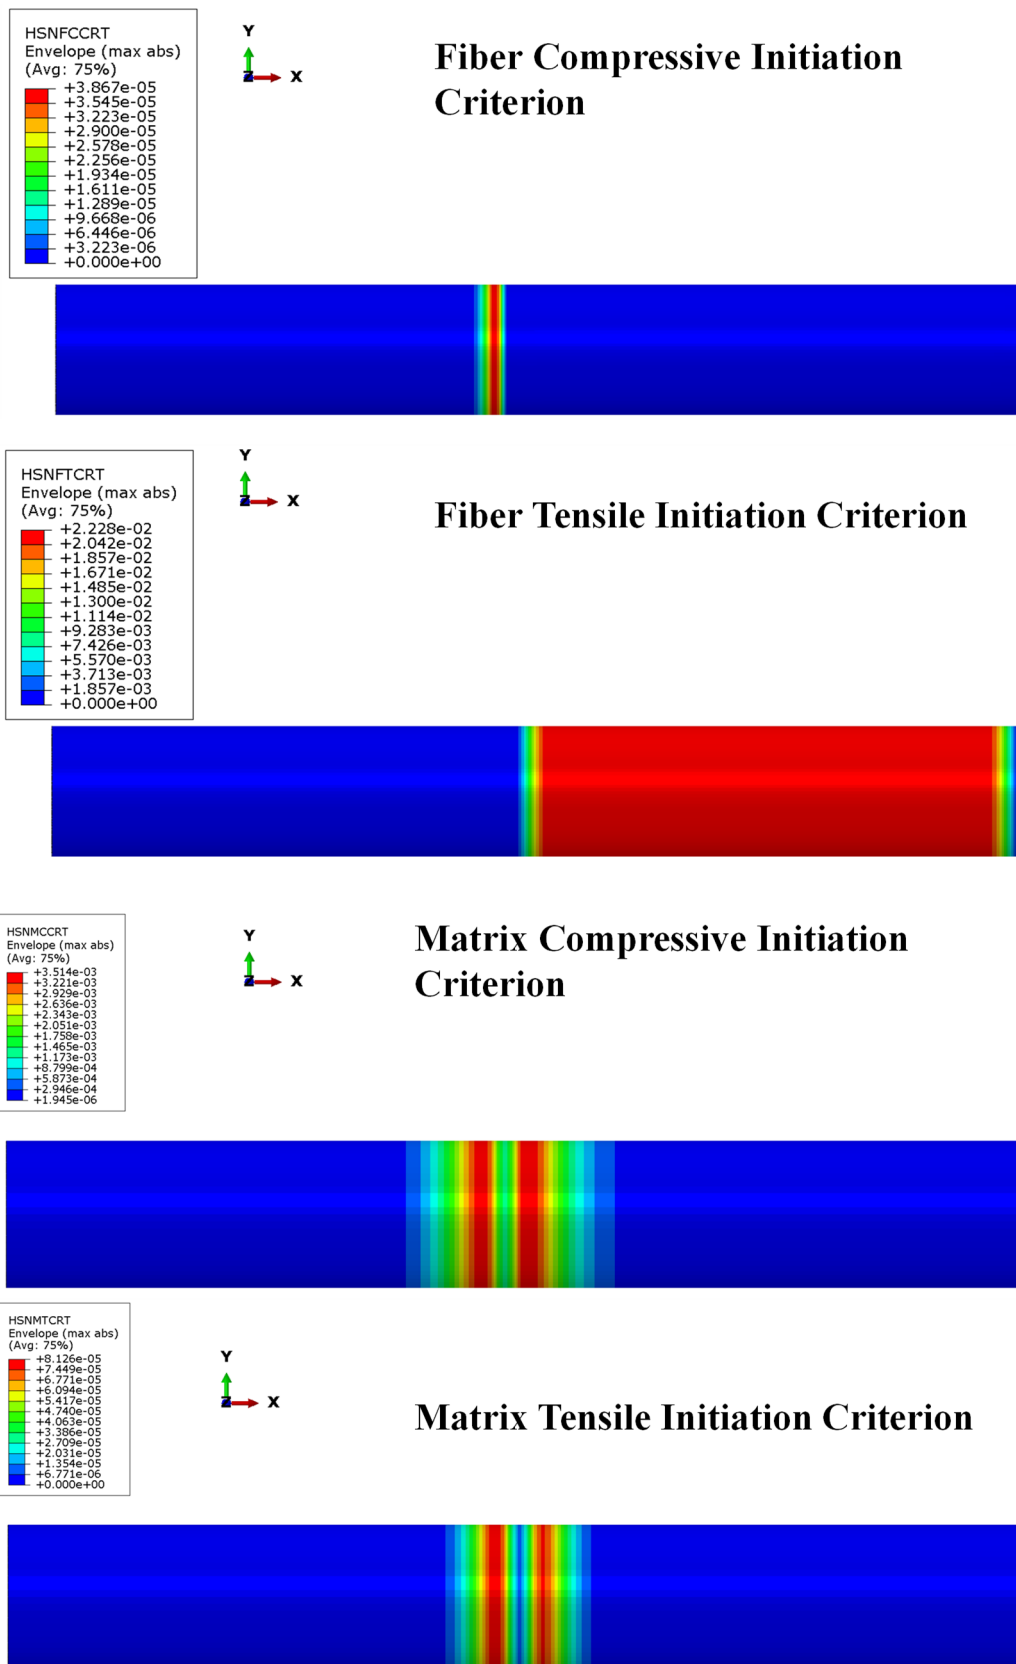 HSNFCCRT
Envelope (max abs)
(Avg: 75%)
+3.867e-05
+3.545e-05
+3.223e-05
+2.900e-05
+2.578e-05
+2.256e-05
+1.934e-05
+1.611e-05
+1.289e-05
+9.668e-06
+6.446e-06
+3.223e-06
+0.000e+00
Y
X
Z
Fiber Compressive Initiation
Criterion
HSNFTCRT
Envelope (max abs)
(Avg: 75%)
+2.228e-02
+2.042e-02
+1.857e-02
+1.671e-02
+1.485e-02
+1.300e-02
+1.114e-02
+9.283e-03
+7.426e-03
+5.570e-03
+3.713e-03
+1.857e-03
+0.000e+00
Y
X
Z
Fiber Tensile Initiation Criterion
HSNMCCRT
Envelope (max abs)
(Avg: 75%)
+3.514e-03
+3.221e-03
+2.929e-03
+2.636e-03
+2.343e-03
+2.051e-03
+1.758e-03
+1.465e-03
+1.173e-03
+8.799e-04
+5.873e-04
+2.946e-04
+1.945e-06
Y
X
Z
Matrix Compressive Initiation
Criterion
HSNMTCRT
Envelope (max abs)
(Avg: 75%)
+8.126e-05
+7.449e-05
+6.771e-05
+6.094e-05
+5.417e-05
+4.740e-05
+4.063e-05
+3.386e-05
+2.709e-05
+2.031e-05
+1.354e-05
+6.771e-06
+0.000e+00
Y
X
Z
Matrix Tensile Initiation Criterion